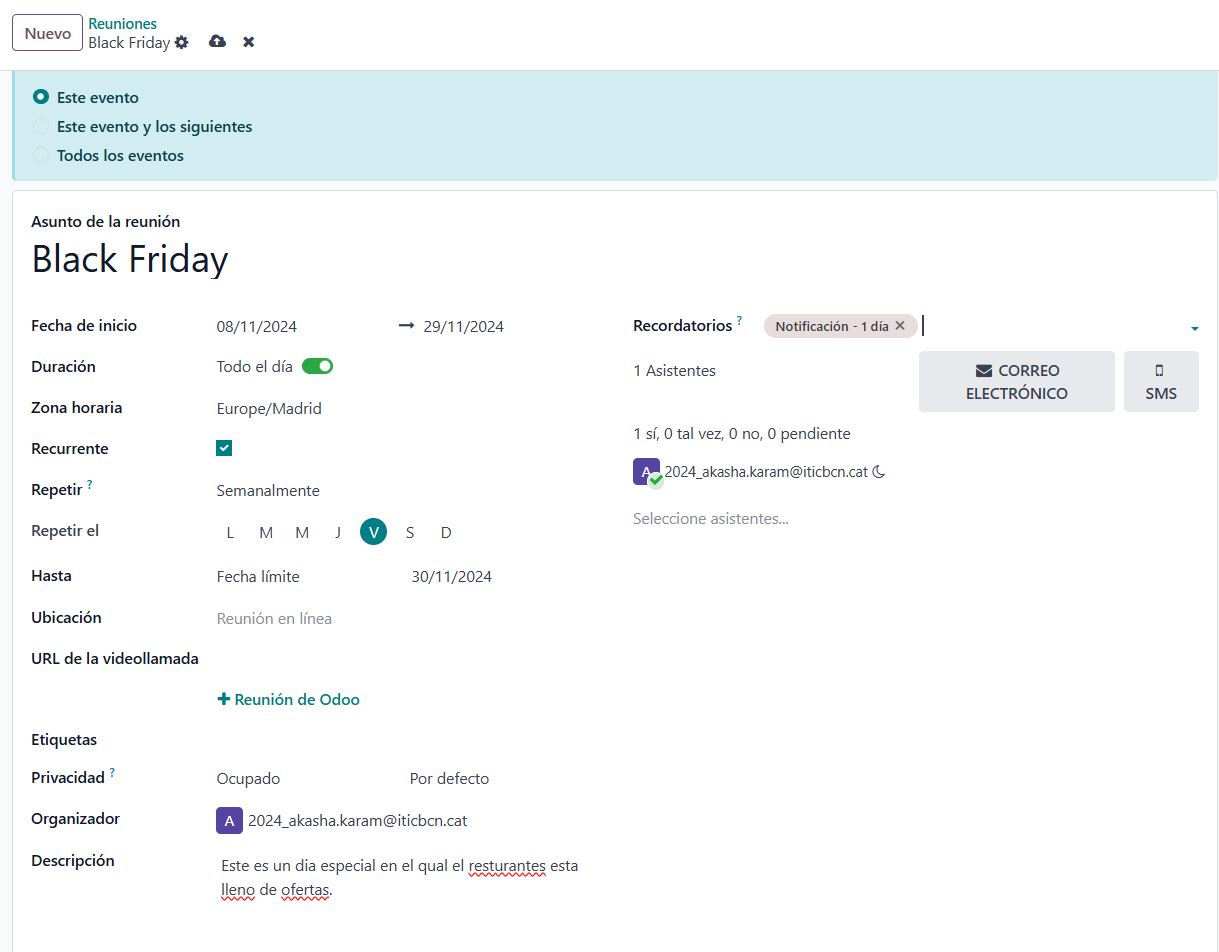 Nuevo
Reuniones
Black Friday
Este evento
Este evento y los siguientes
Todos los eventos
Asunto de la reunión
Black Friday
Fecha de inicio 08/11/2024 → 29/11/2024
Duración Todo el día
Zona horaria Europe/Madrid
Recurrente
Repetir ? Semanalmente
Repetir el L M M J V S D
Hasta Fecha límite 30/11/2024
Ubicación Reunión en línea
URL de la videollamada
+ Reunión de Odoo
Etiquetas
Privacidad ? Ocupado Por defecto
Organizador A 2024_akasha.karam@iticbcn.cat
Descripción Este es un dia especial en el qual el resturantes esta
lleno de ofertas.
Recordatorios ? Notificación - 1 día ×
1 Asistentes
CORREO
ELECTRÓNICO
SMS
1 sí, 0 tal vez, 0 no, 0 pendiente
A 2024_akasha.karam@iticbcn.cat
Seleccione asistentes...